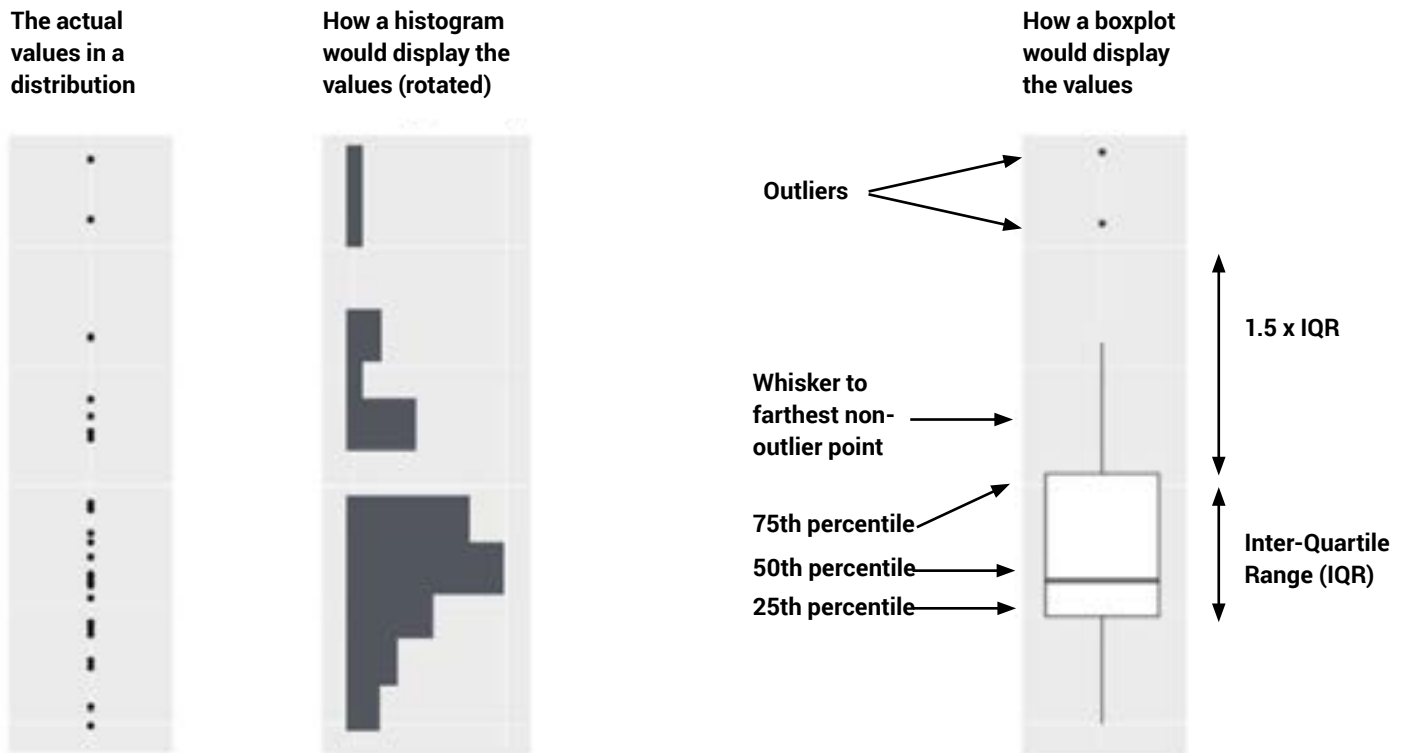 The actual
values in a
distribution
How a histogram
would display the
values (rotated)
How a boxplot
would display
the values
Outliers
1.5 x IQR
Whisker to
farthest non-
outlier point
75th percentile
50th percentile
25th percentile
Inter-Quartile
Range (IQR)